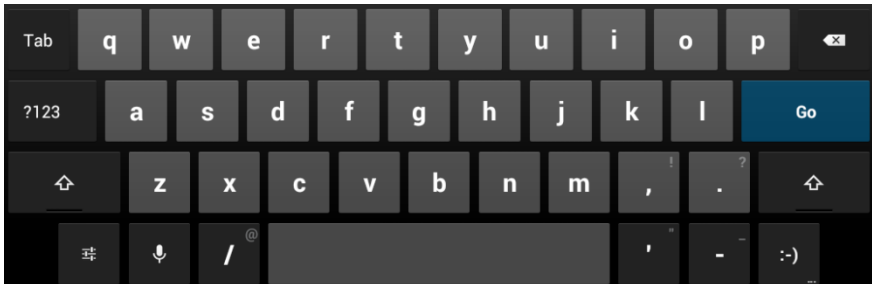 Tab q w e r t y u i o p
?123 a s d f g h j k l Go
z x c v b n m , ! . ?
/ @ ' " - _ :-)